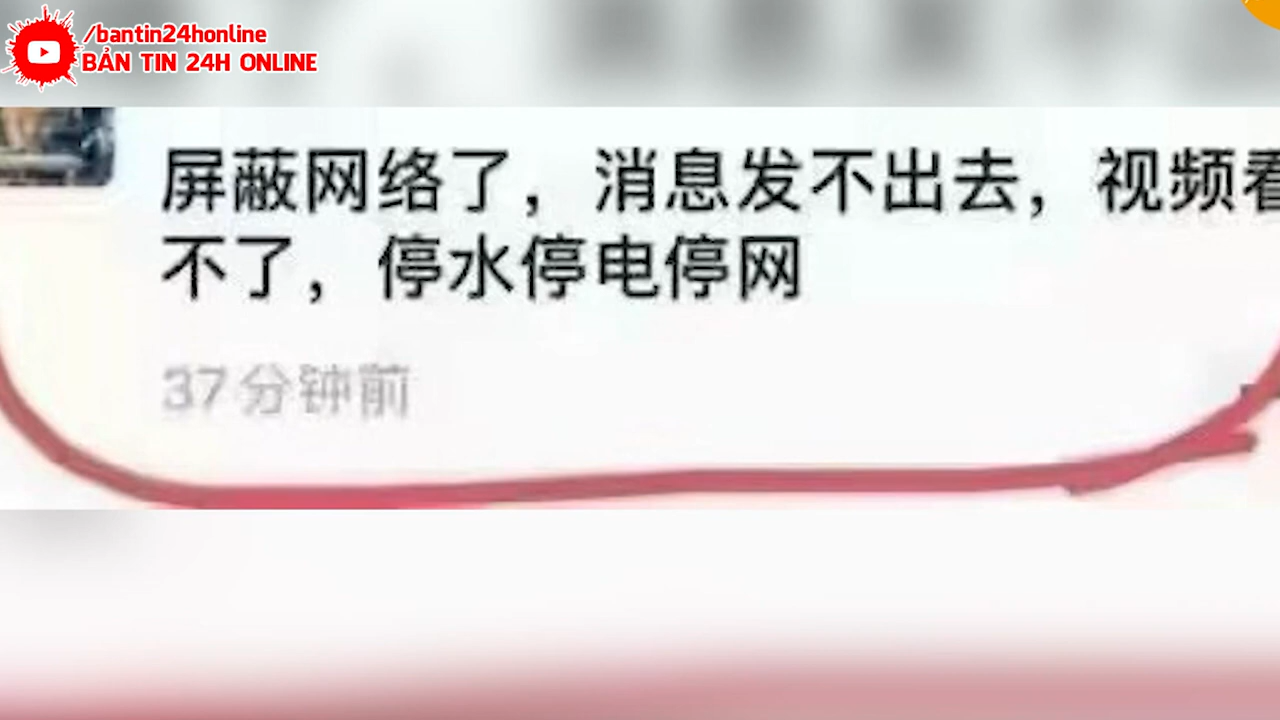 /bantin24honline
BẢN TIN 24H ONLINE
屏蔽网络了，消息发不出去，视频看
不了，停水停电停网
37分钟前